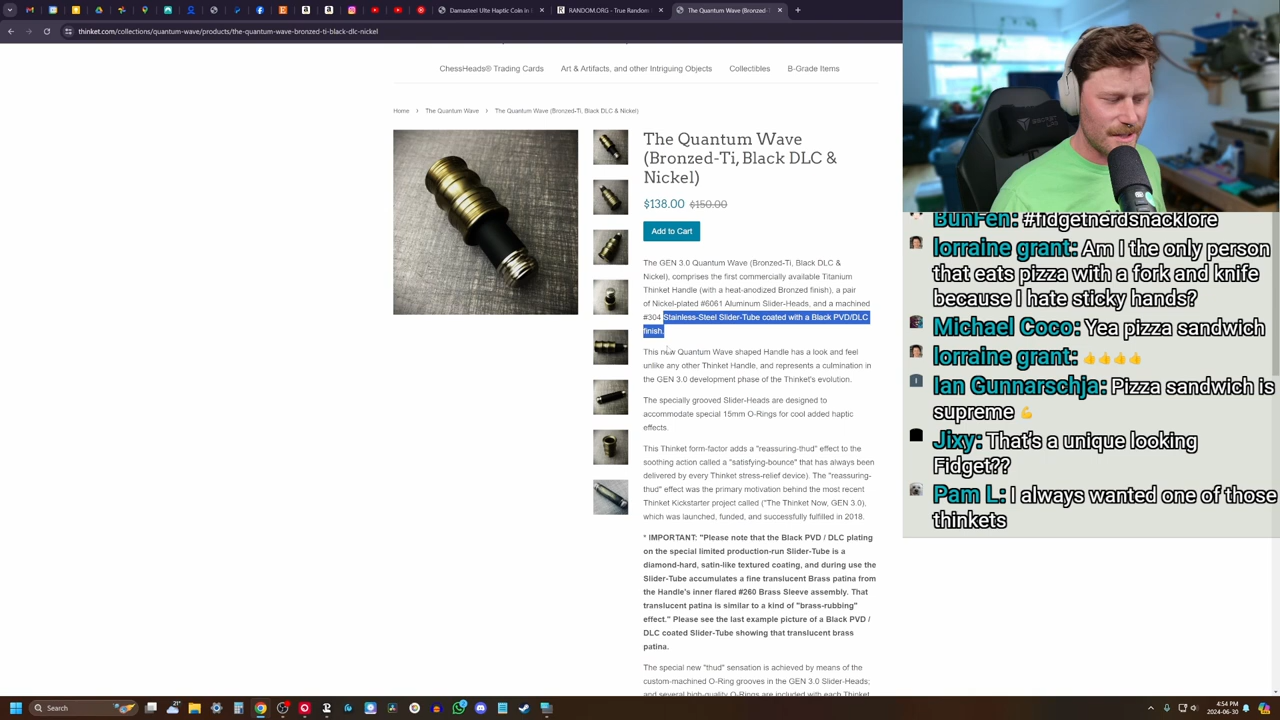 Damasteel Ulte Haptic Coin in
RANDOM.ORG - True Random
The Quantum Wave (Bronzed-
thinket.com/collections/quantum-wave/products/the-quantum-wave-bronzed-ti-black-dlc-nickel
ChessHeads® Trading Cards
Art & Artifacts, and other Intriguing Objects
Collectibles
B-Grade Items
Home › The Quantum Wave › The Quantum Wave (Bronzed-Ti, Black DLC & Nickel)
The Quantum Wave
(Bronzed-Ti, Black DLC &
Nickel)
$138.00 $150.00
Add to Cart
The GEN 3.0 Quantum Wave (Bronzed-Ti, Black DLC &
Nickel), comprises the first commercially available Titanium
Thinket Handle (with a heat-anodized Bronzed finish), a pair
of Nickel-plated #6061 Aluminum Slider-Heads, and a machined
#304 Stainless-Steel Slider-Tube coated with a Black PVD/DLC
finish.
This new Quantum Wave shaped Handle has a look and feel
unlike any other Thinket Handle, and represents a culmination in
the GEN 3.0 development phase of the Thinket's evolution.
The specially grooved Slider-Heads are designed to
accommodate special 15mm O-Rings for cool added haptic
effects.
This Thinket form-factor adds a "reassuring-thud" effect to the
soothing action called a "satisfying-bounce" that has always been
delivered by every Thinket stress-relief device). The "reassuring-
thud" effect was the primary motivation behind the most recent
Thinket Kickstarter project called ("The Thinket Now, GEN 3.0),
which was launched, funded, and successfully fulfilled in 2018.
* IMPORTANT: "Please note that the Black PVD / DLC plating
on the special limited production-run Slider-Tube is a
diamond-hard, satin-like textured coating, and during use the
Slider-Tube accumulates a fine translucent Brass patina from
the Handle's inner flared #260 Brass Sleeve assembly. That
translucent patina is similar to a kind of "brass-rubbing"
effect." Please see the last example picture of a Black PVD /
DLC coated Slider-Tube showing that translucent brass
patina.
The special new "thud" sensation is achieved by means of the
custom-machined O-Ring grooves in the GEN 3.0 Slider-Heads;
and several high-quality O-Rings are included with each Thinket
BunFen: #fidgetnerdsnacklore
lorraine grant: Am I the only person
that eats pizza with a fork and knife
because I hate sticky hands?
Michael Coco: Yea pizza sandwich
lorraine grant: 👍👍👍👍
Ian Gunnarschja: Pizza sandwich is
supreme 💪
Jixy: That's a unique looking
Fidget??
Pam L: I always wanted one of those
thinkets
Search
21°
4:54 PM
2024-06-30